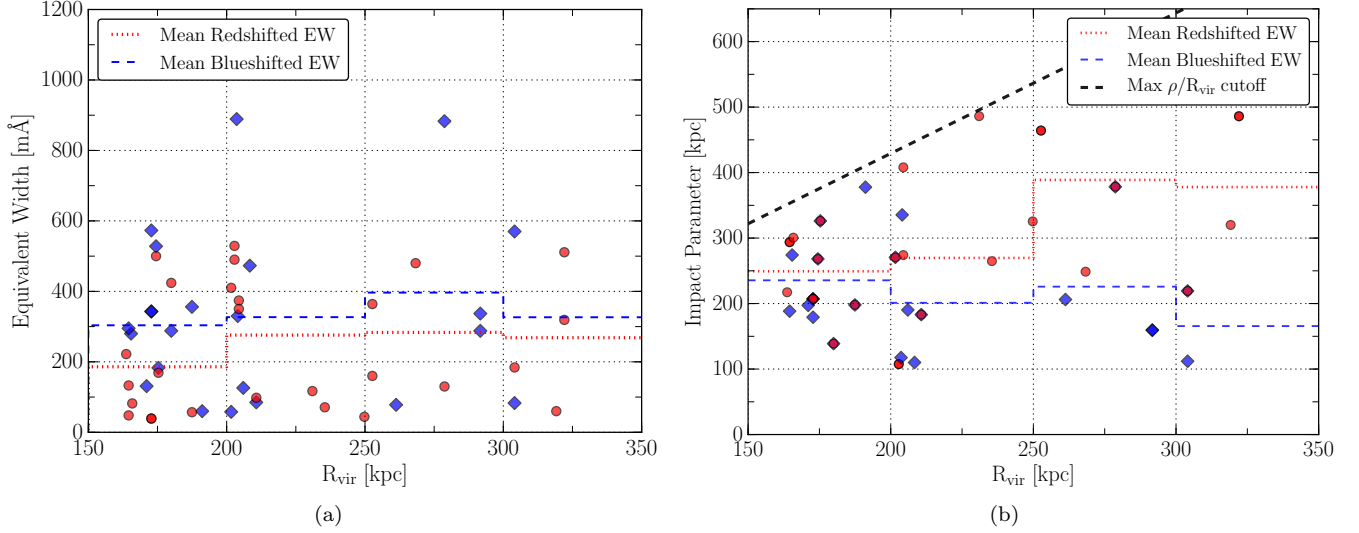 1200
1000
800
600
400
200
0
Equivalent Width [mÅ]
Mean Redshifted EW
Mean Blueshifted EW
150 200 250 300 350
R_vir [kpc]
(a)
600
500
400
300
200
100
0
Impact Parameter [kpc]
Mean Redshifted EW
Mean Blueshifted EW
Max ρ/R_vir cutoff
150 200 250 300 350
R_vir [kpc]
(b)